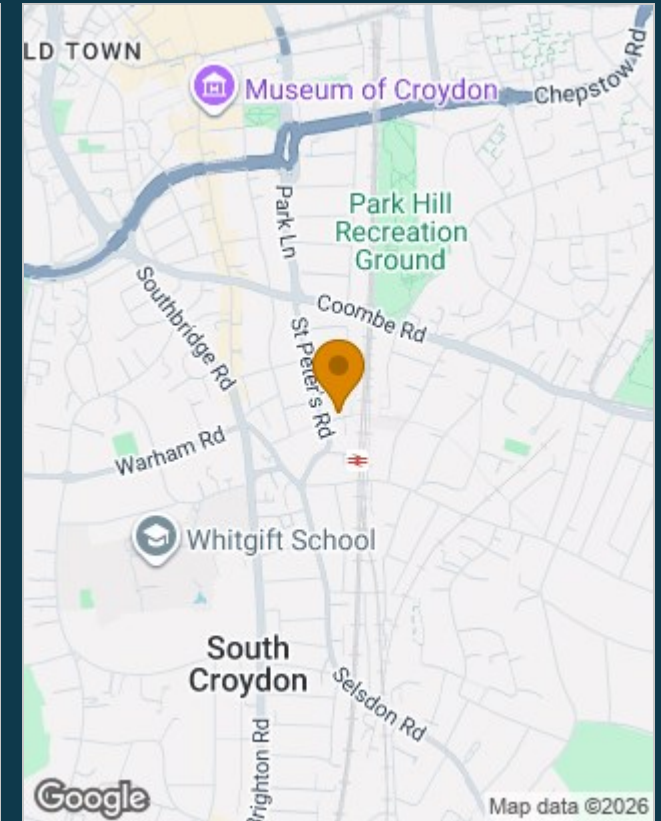 LD TOWN
Museum of Croydon
Chepstow Rd
Park Ln
Park Hill
Recreation
Ground
Southbridge Rd
Coombe Rd
St Peter's Rd
Warham Rd
Whitgift School
South
Croydon
Selsdon Rd
Brighton Rd
Google
Map data ©2026